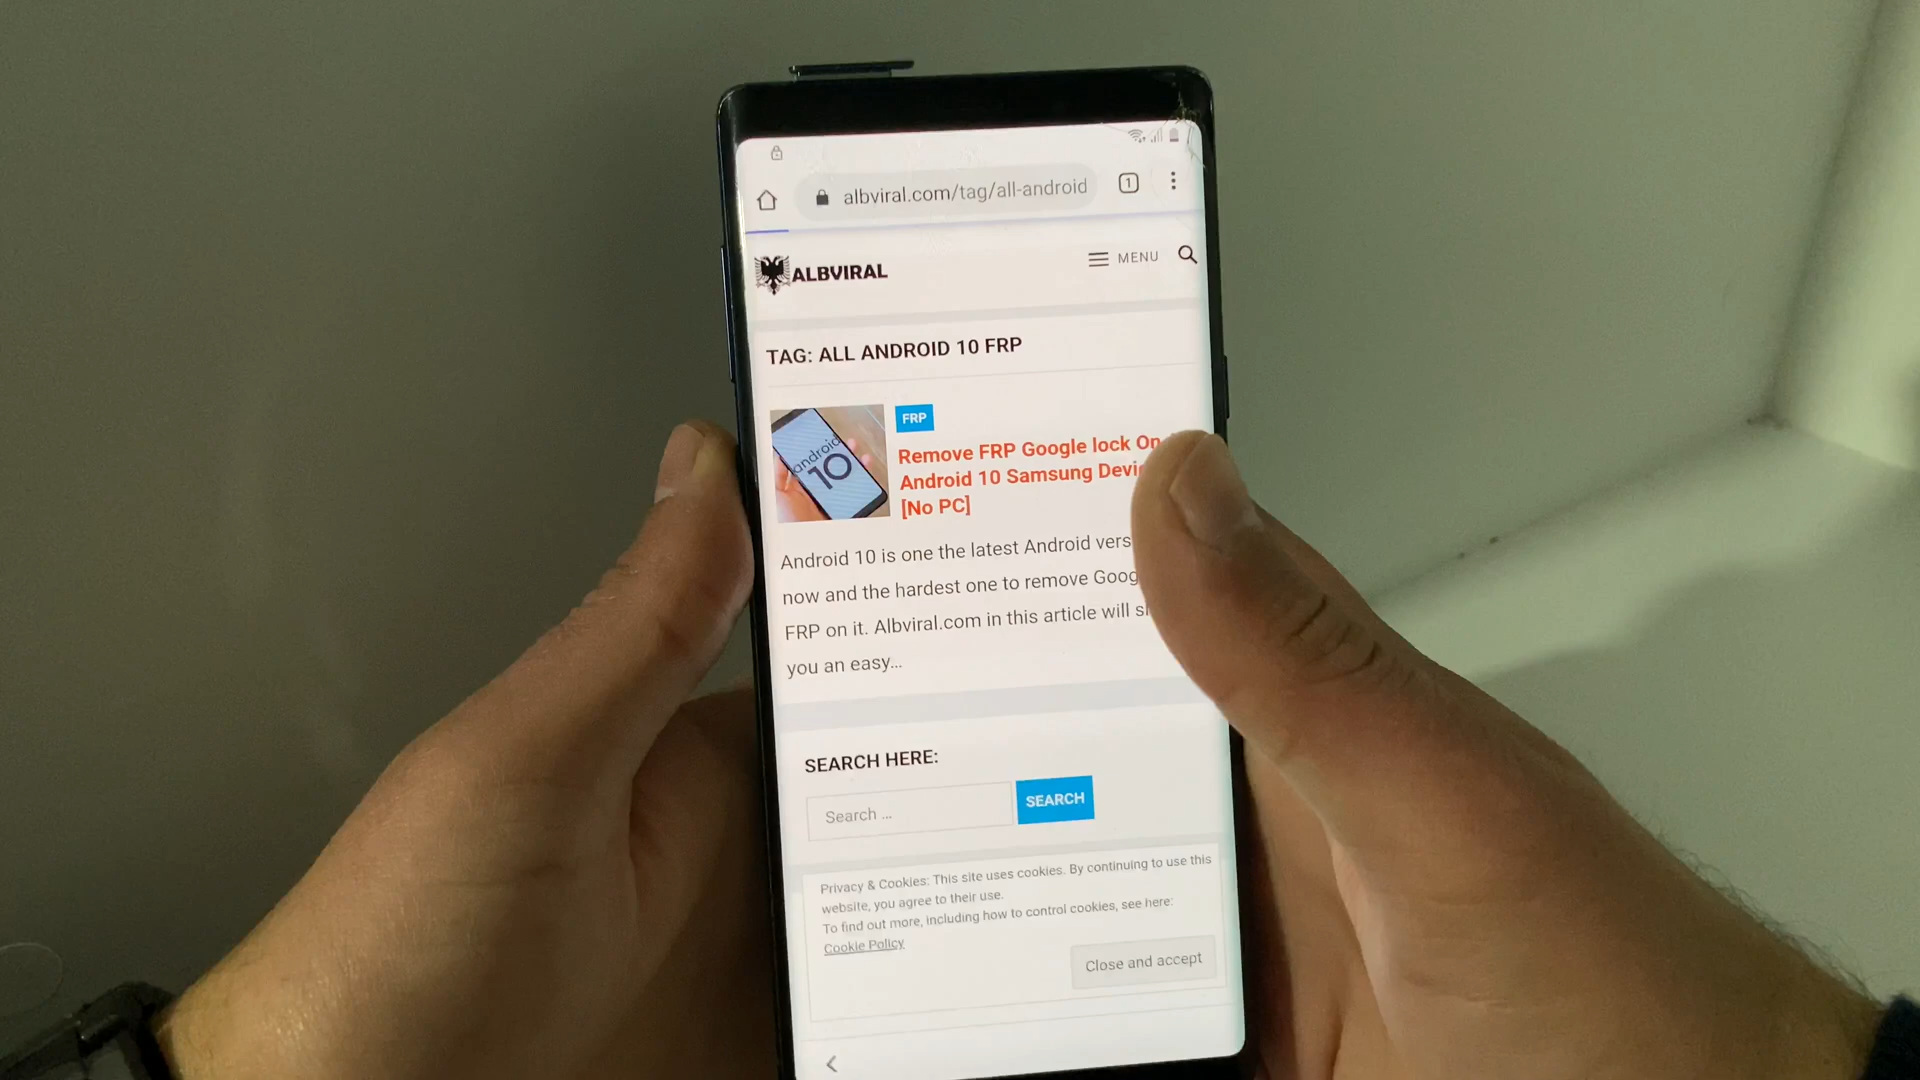 1
albviral.com/tag/all-android
ALBVIRAL
MENU
TAG: ALL ANDROID 10 FRP
android
10
FRP
Remove FRP Google lock On
Android 10 Samsung
[No PC]
Android 10 is one the latest Android
now and the hardest one to remove
FRP on it. Albviral.com in this article will
you an easy...
SEARCH HERE:
Search ...
SEARCH
Privacy & Cookies: This site uses cookies. By continuing to use this
website, you agree to their use.
To find out more, including how to control cookies, see here:
Cookie Policy
Close and accept